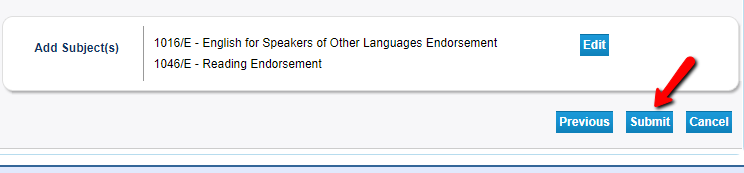 Add Subject(s)
1016/E - English for Speakers of Other Languages Endorsement
Edit
1046/E - Reading Endorsement
Previous
Submit
Cancel